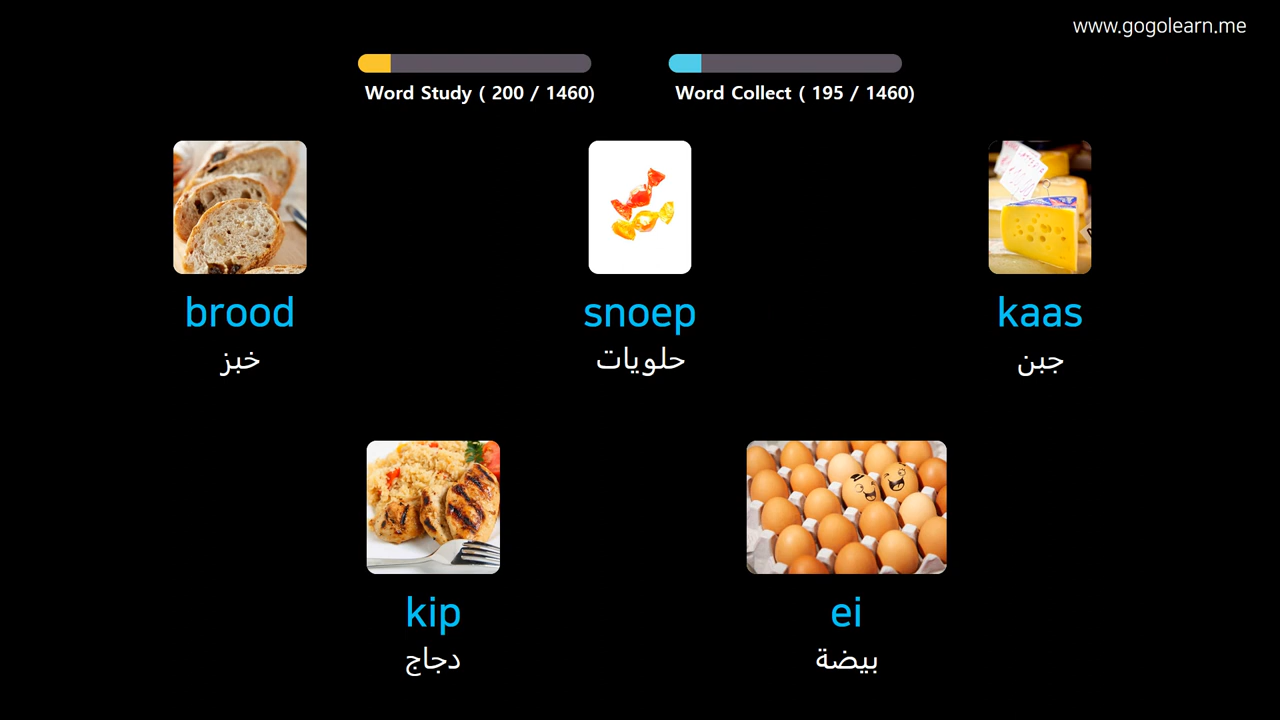 www.gogolearn.me
Word Study ( 200 / 1460)
Word Collect ( 195 / 1460)
brood
خبز
snoep
حلويات
kaas
جبن
kip
دجاج
ei
بيضة